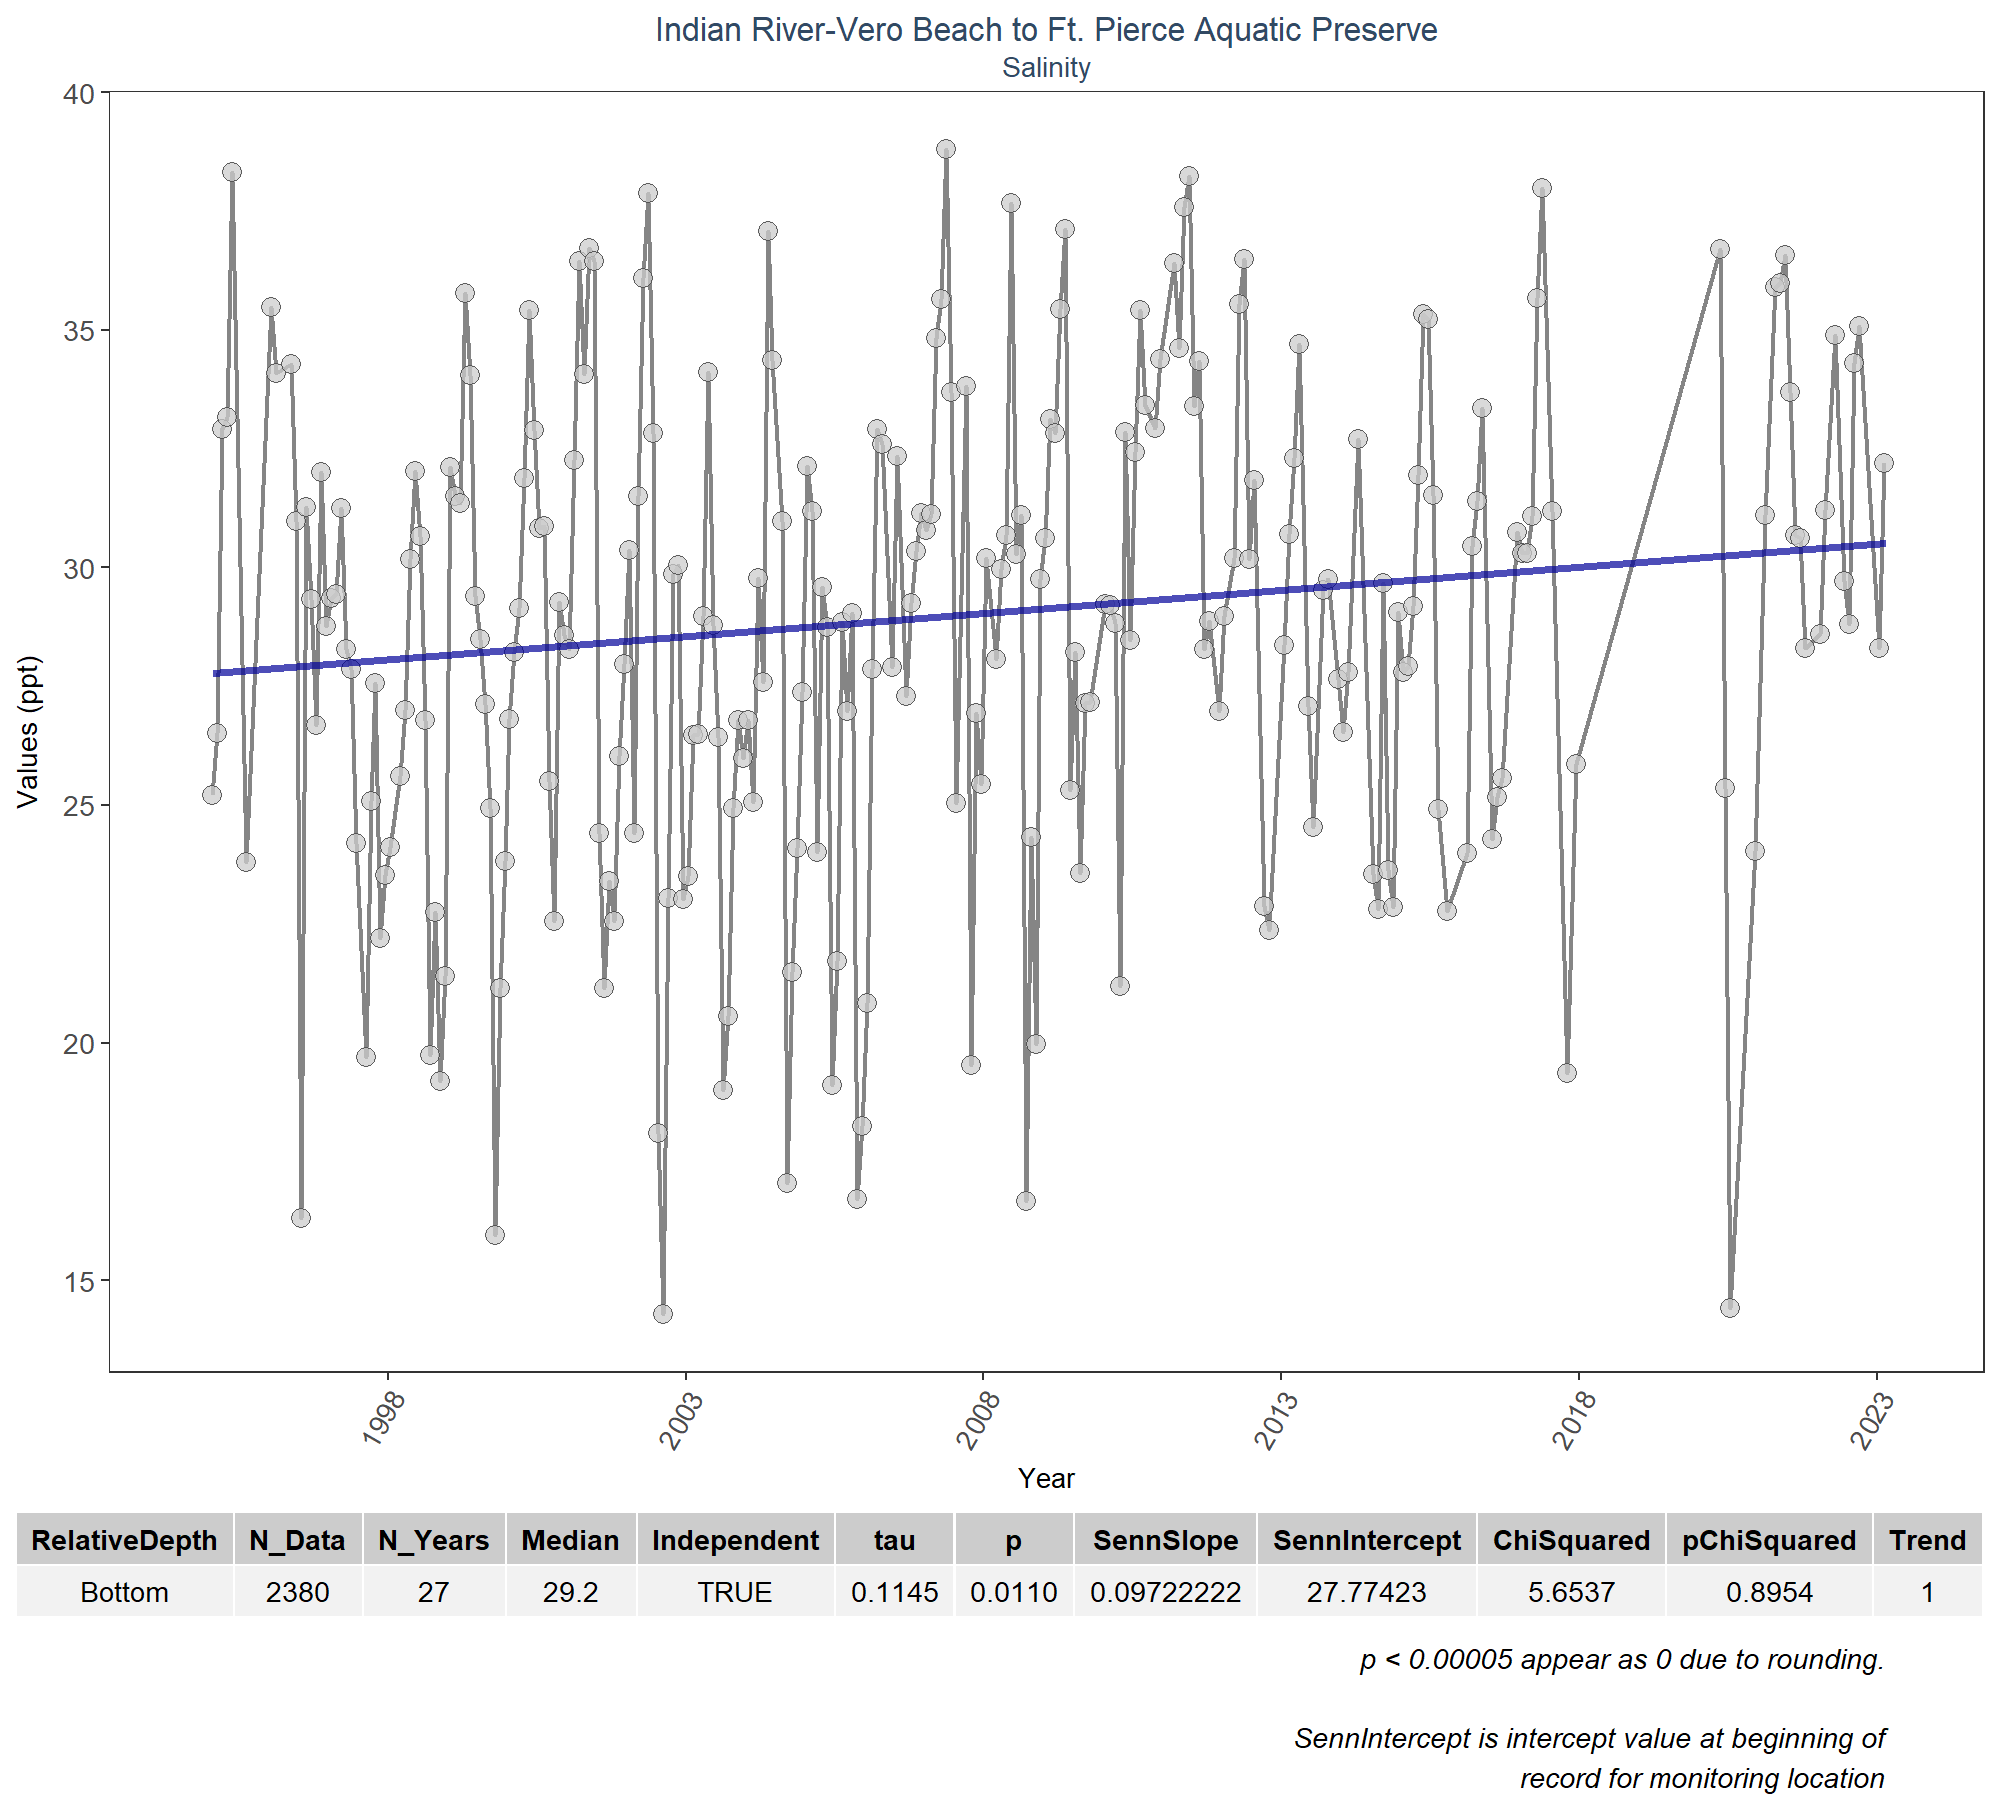 Indian River-Vero Beach to Ft. Pierce Aquatic Preserve
Salinity
40
35
30
25
20
15
Values (ppt)
1998 2003 2008 2013 2018 2023
Year
RelativeDepth N_Data N_Years Median Independent tau p SennSlope SennIntercept ChiSquared pChiSquared Trend
Bottom 2380 27 29.2 TRUE 0.1145 0.0110 0.09722222 27.77423 5.6537 0.8954 1
p < 0.00005 appear as 0 due to rounding.
SennIntercept is intercept value at beginning of
record for monitoring location